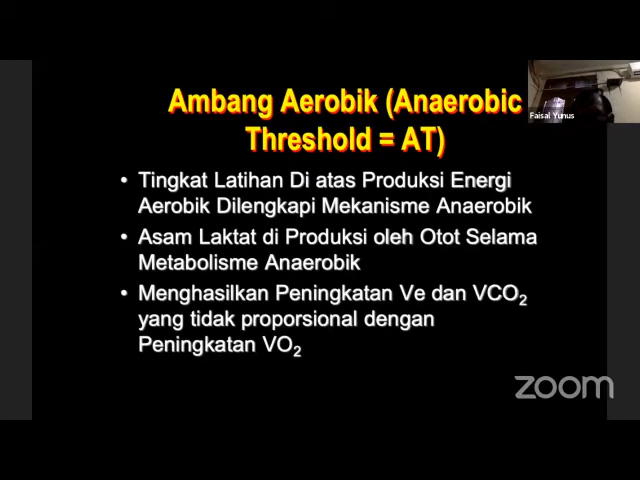 Ambang Aerobik (Anaerobic
Threshold = AT)
Faisal Yunus
• Tingkat Latihan Di atas Produksi Energi
Aerobik Dilengkapi Mekanisme Anaerobik
• Asam Laktat di Produksi oleh Otot Selama
Metabolisme Anaerobik
• Menghasilkan Peningkatan Ve dan VCO₂
yang tidak proporsional dengan
Peningkatan VO₂
zoom